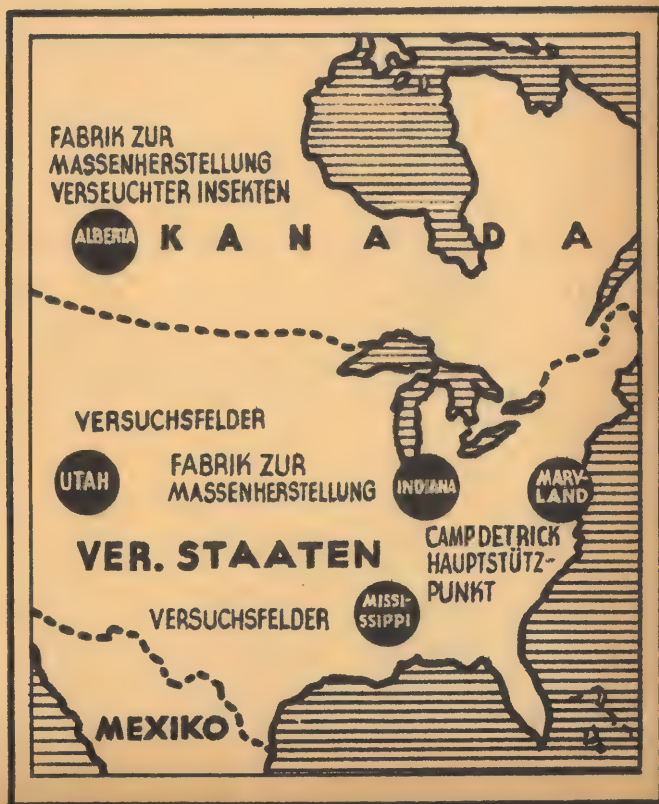 FABRIK ZUR
MASSENHERSTELLUNG
VERSEUCHTER INSEKTEN
ALBERTA
KANADA
VERSUCHSFELDER
UTAH
FABRIK ZUR
MASSENHERSTELLUNG
INDIANA
MARY-
LAND
VER. STAATEN
CAMP DETRICK
HAUPTSTÜTZ-
PUNKT
VERSUCHSFELDER
MISSI-
SSIPPI
MEXIKO